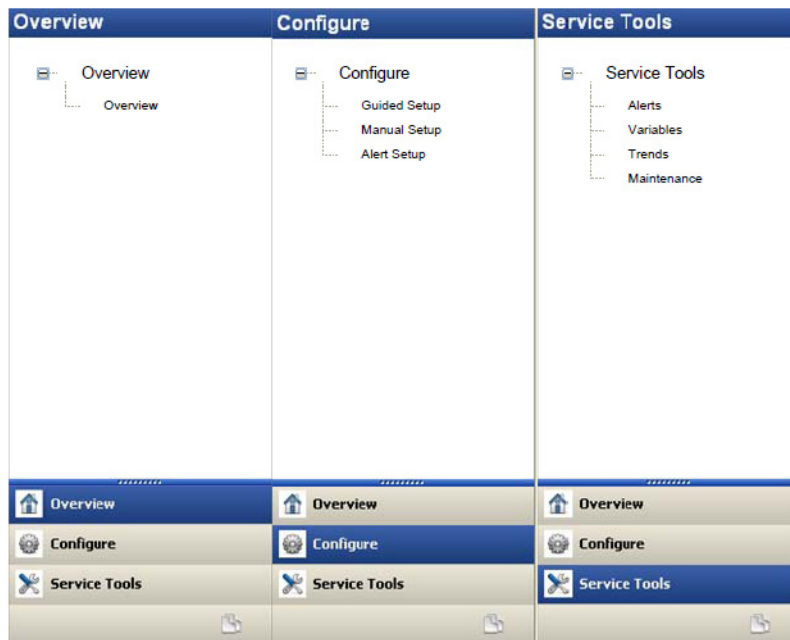 Overview
Overview
Overview
Overview
Configure
Service Tools
Configure
Configure
Guided Setup
Manual Setup
Alert Setup
Overview
Configure
Service Tools
Service Tools
Service Tools
Alerts
Variables
Trends
Maintenance
Overview
Configure
Service Tools